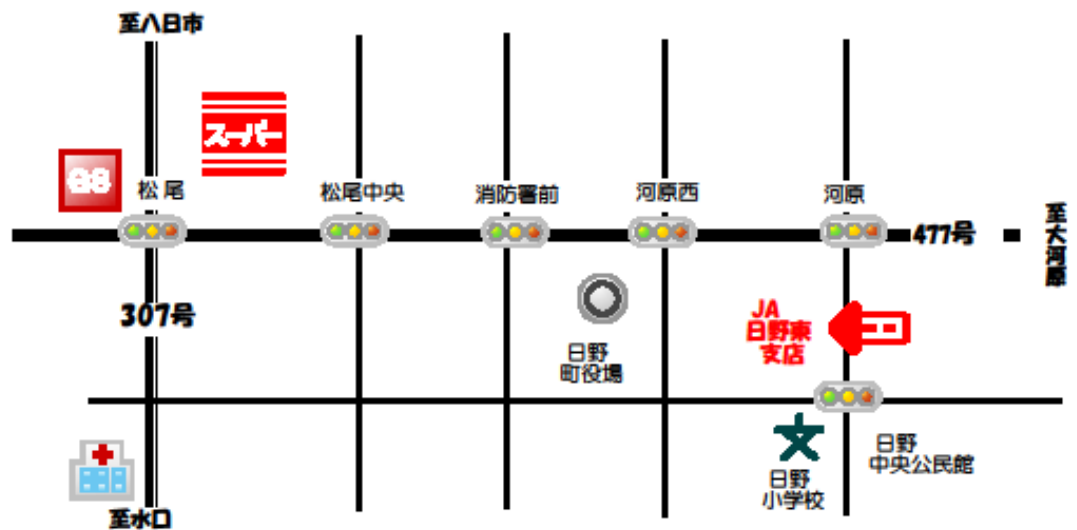 至八日市
スーパー
松尾
松尾中央
消防署前
河原西
河原
477号
至大河原
307号
JA
日野東
支店
日野
町役場
日野
小学校
日野
中央公民館
至水口